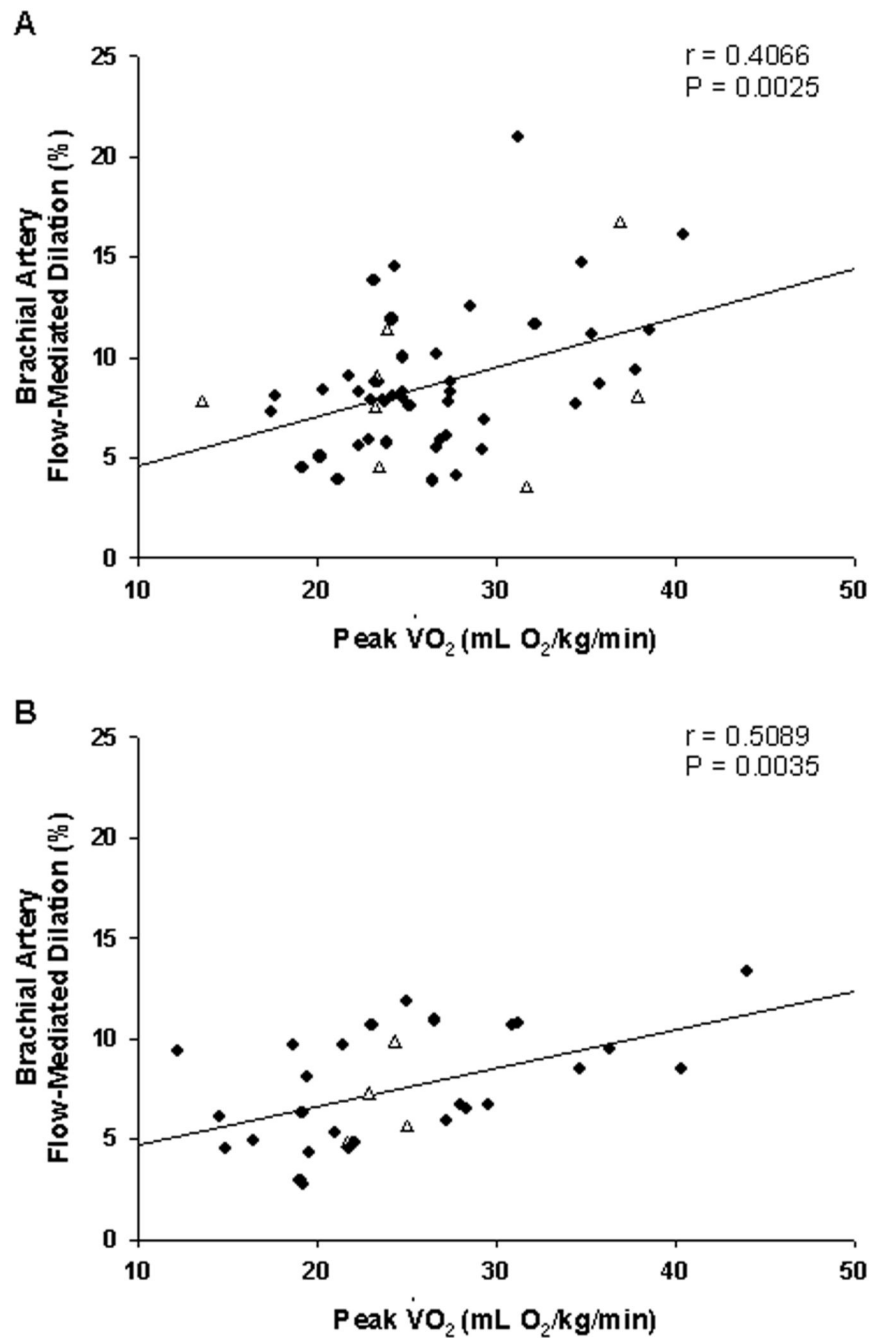 A
r = 0.4066
P = 0.0025
25
20
15
10
5
0
Brachial Artery
Flow-Mediated Dilation (%)
10 20 30 40 50
Peak V̇O₂ (mL O₂/kg/min)
B
r = 0.5089
P = 0.0035
25
20
15
10
5
0
Brachial Artery
Flow-Mediated Dilation (%)
10 20 30 40 50
Peak V̇O₂ (mL O₂/kg/min)